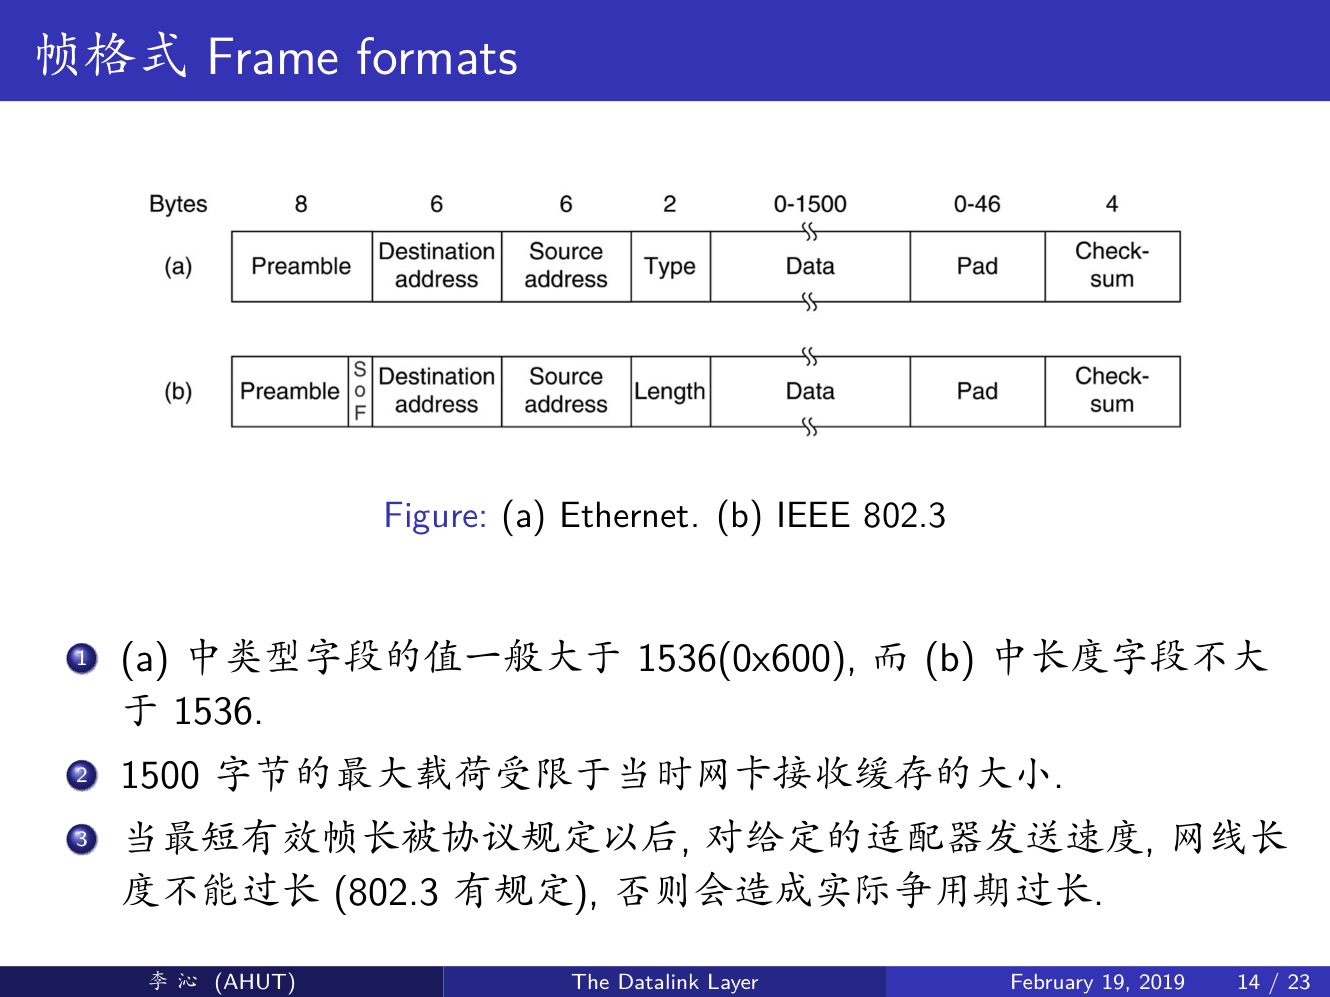 帧格式 Frame formats
Bytes 8 6 6 2 0-1500 0-46 4
(a) Preamble Destination address Source address Type Data Pad Check-sum
(b) Preamble SoF Destination address Source address Length Data Pad Check-sum
Figure: (a) Ethernet. (b) IEEE 802.3
1 (a) 中类型字段的值一般大于 1536(0x600), 而 (b) 中长度字段不大
于 1536.
2 1500 字节的最大载荷受限于当时网卡接收缓存的大小.
3 当最短有效帧长被协议规定以后, 对给定的适配器发送速度, 网线长
度不能过长 (802.3 有规定), 否则会造成实际争用期过长.
李 沁 (AHUT) The Datalink Layer February 19, 2019 14 / 23